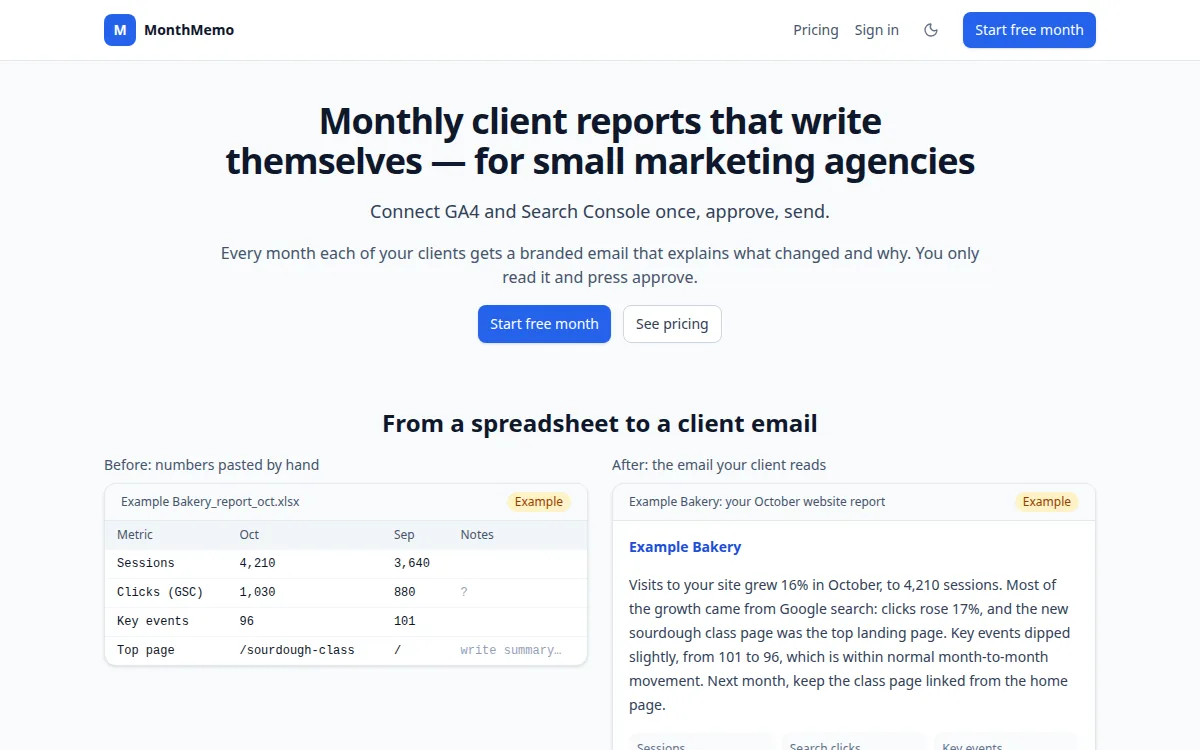 M MonthMemo Pricing Sign in Start free month
Monthly client reports that write
themselves — for small marketing agencies
Connect GA4 and Search Console once, approve, send.
Every month each of your clients gets a branded email that explains what changed and why. You only
read it and press approve.
Start free month See pricing
From a spreadsheet to a client email
Before: numbers pasted by hand
Example Bakery_report_oct.xlsx Example
Metric Oct Sep Notes
Sessions 4,210 3,640
Clicks (GSC) 1,030 880 ?
Key events 96 101
Top page /sourdough-class / write summary…
After: the email your client reads
Example Bakery: your October website report Example
Example Bakery
Visits to your site grew 16% in October, to 4,210 sessions. Most of
the growth came from Google search: clicks rose 17%, and the new
sourdough class page was the top landing page. Key events dipped
slightly, from 101 to 96, which is within normal month-to-month
movement. Next month, keep the class page linked from the home
page.
Sessions Search clicks Key events